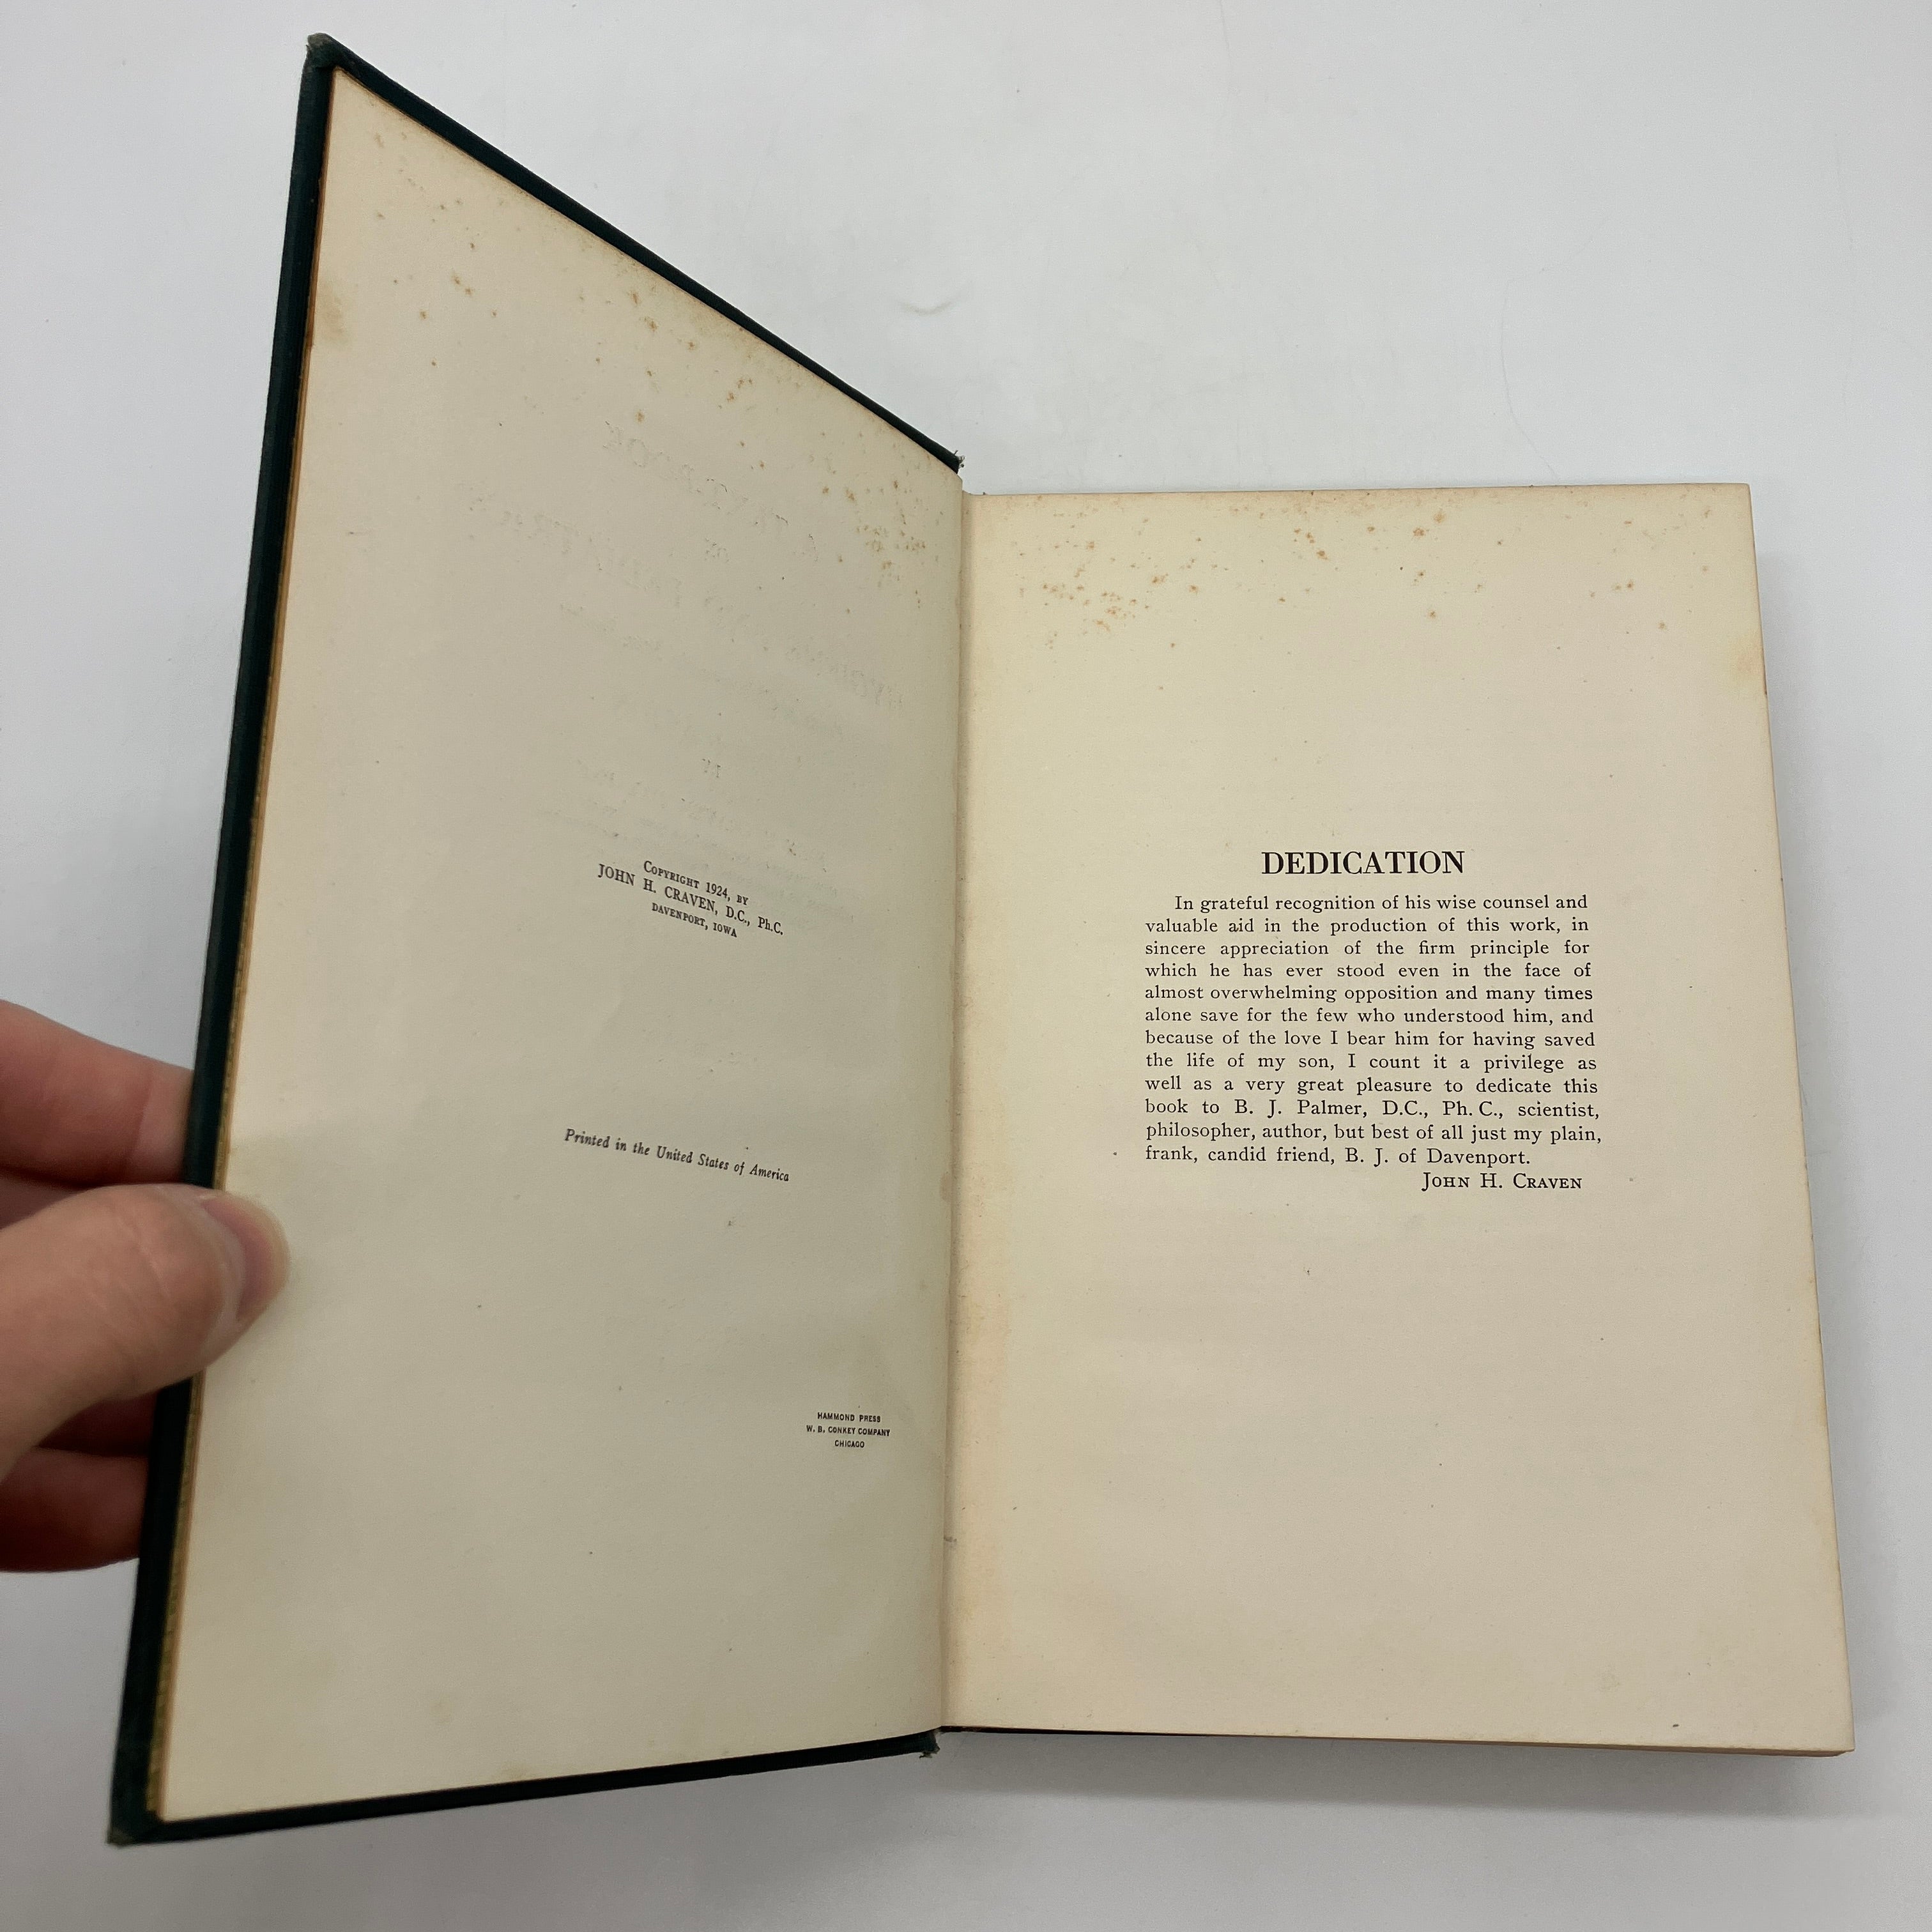 Copyright 1924, by
JOHN H. CRAVEN, D.C., Ph.C.
DAVENPORT, IOWA
Printed in the United States of America
HAMMOND PRESS
W. B. CONKEY COMPANY
CHICAGO
DEDICATION
In grateful recognition of his wise counsel and
valuable aid in the production of this work, in
sincere appreciation of the firm principle for
which he has ever stood even in the face of
almost overwhelming opposition and many times
alone save for the few who understood him, and
because of the love I bear him for having saved
the life of my son, I count it a privilege as
well as a very great pleasure to dedicate this
book to B. J. Palmer, D.C., Ph. C., scientist,
philosopher, author, but best of all just my plain,
frank, candid friend, B. J. of Davenport.
John H. Craven